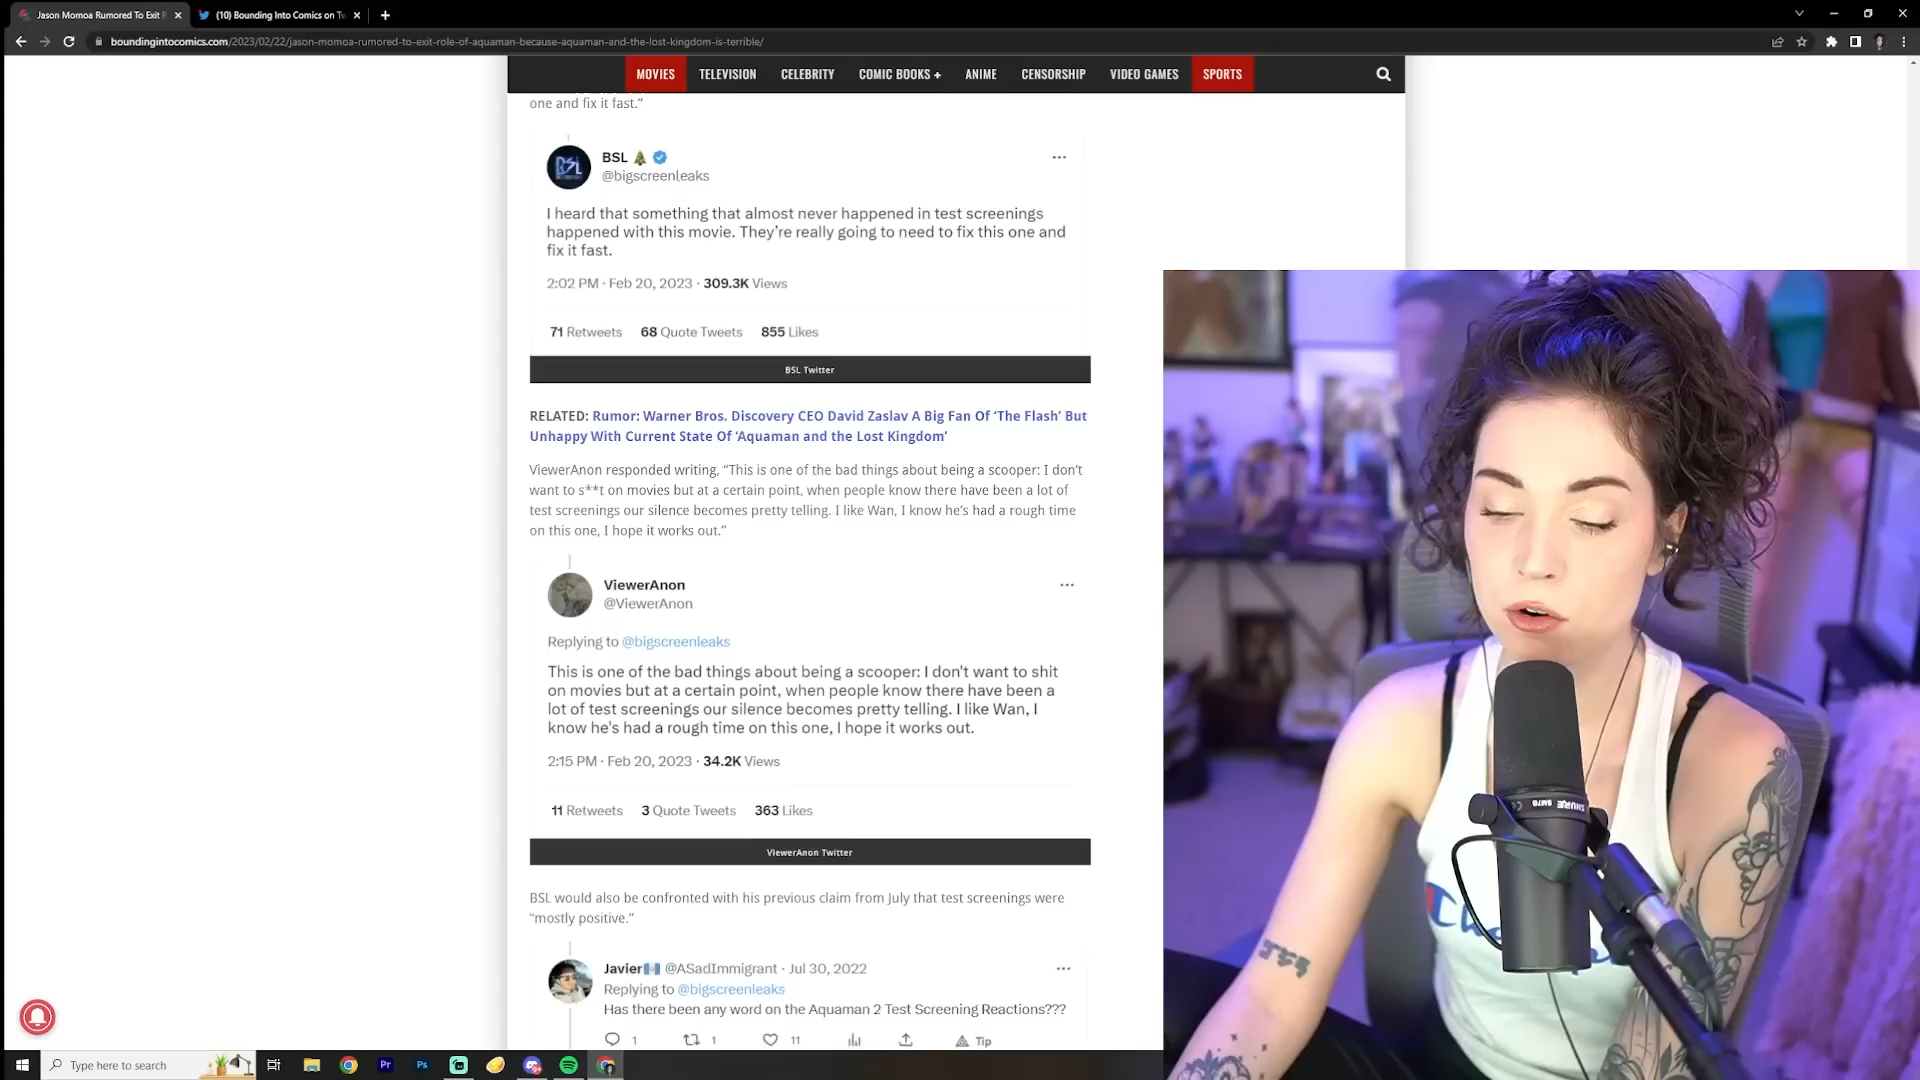 Jason Momoa Rumored To Exit R
(10) Bounding Into Comics on Tw
boundingintocomics.com/2023/02/22/jason-momoa-rumored-to-exit-role-of-aquaman-because-aquaman-and-the-lost-kingdom-is-terrible/
MOVIES TELEVISION CELEBRITY COMIC BOOKS + ANIME CENSORSHIP VIDEO GAMES SPORTS
one and fix it fast.”
BSL
@bigscreenleaks
I heard that something that almost never happened in test screenings
happened with this movie. They're really going to need to fix this one and
fix it fast.
2:02 PM · Feb 20, 2023 · 309.3K Views
71 Retweets 68 Quote Tweets 855 Likes
BSL Twitter
RELATED: Rumor: Warner Bros. Discovery CEO David Zaslav A Big Fan Of ‘The Flash’ But
Unhappy With Current State Of ‘Aquaman and the Lost Kingdom’
ViewerAnon responded writing, “This is one of the bad things about being a scooper: I don’t
want to s**t on movies but at a certain point, when people know there have been a lot of
test screenings our silence becomes pretty telling. I like Wan, I know he’s had a rough time
on this one, I hope it works out.”
ViewerAnon
@ViewerAnon
Replying to @bigscreenleaks
This is one of the bad things about being a scooper: I don't want to shit
on movies but at a certain point, when people know there have been a
lot of test screenings our silence becomes pretty telling. I like Wan, I
know he's had a rough time on this one, I hope it works out.
2:15 PM · Feb 20, 2023 · 34.2K Views
11 Retweets 3 Quote Tweets 363 Likes
ViewerAnon Twitter
BSL would also be confronted with his previous claim from July that test screenings were
“mostly positive.”
Javier @ASadImmigrant · Jul 30, 2022
Replying to @bigscreenleaks
Has there been any word on the Aquaman 2 Test Screening Reactions???
1 1 11 Tip
SHURE SM7B
Type here to search
Pr Ps